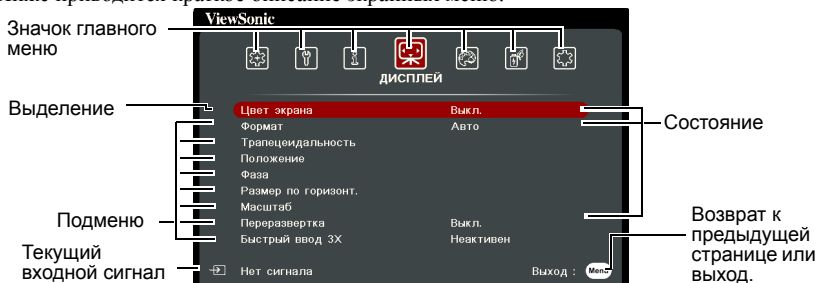 ViewSonic
Значок главного
меню
ДИСПЛЕЙ
Выделение
Цвет экрана Выкл.
Формат Авто
Состояние
Трапецеидальность
Положение
Фаза
Размер по горизонт.
Масштаб
Подменю
Переразвертка Выкл.
Быстрый ввод 3X Неактивен
Возврат к
предыдущей
странице или
выход.
Текущий
входной сигнал
Нет сигнала
Выход :
Menu